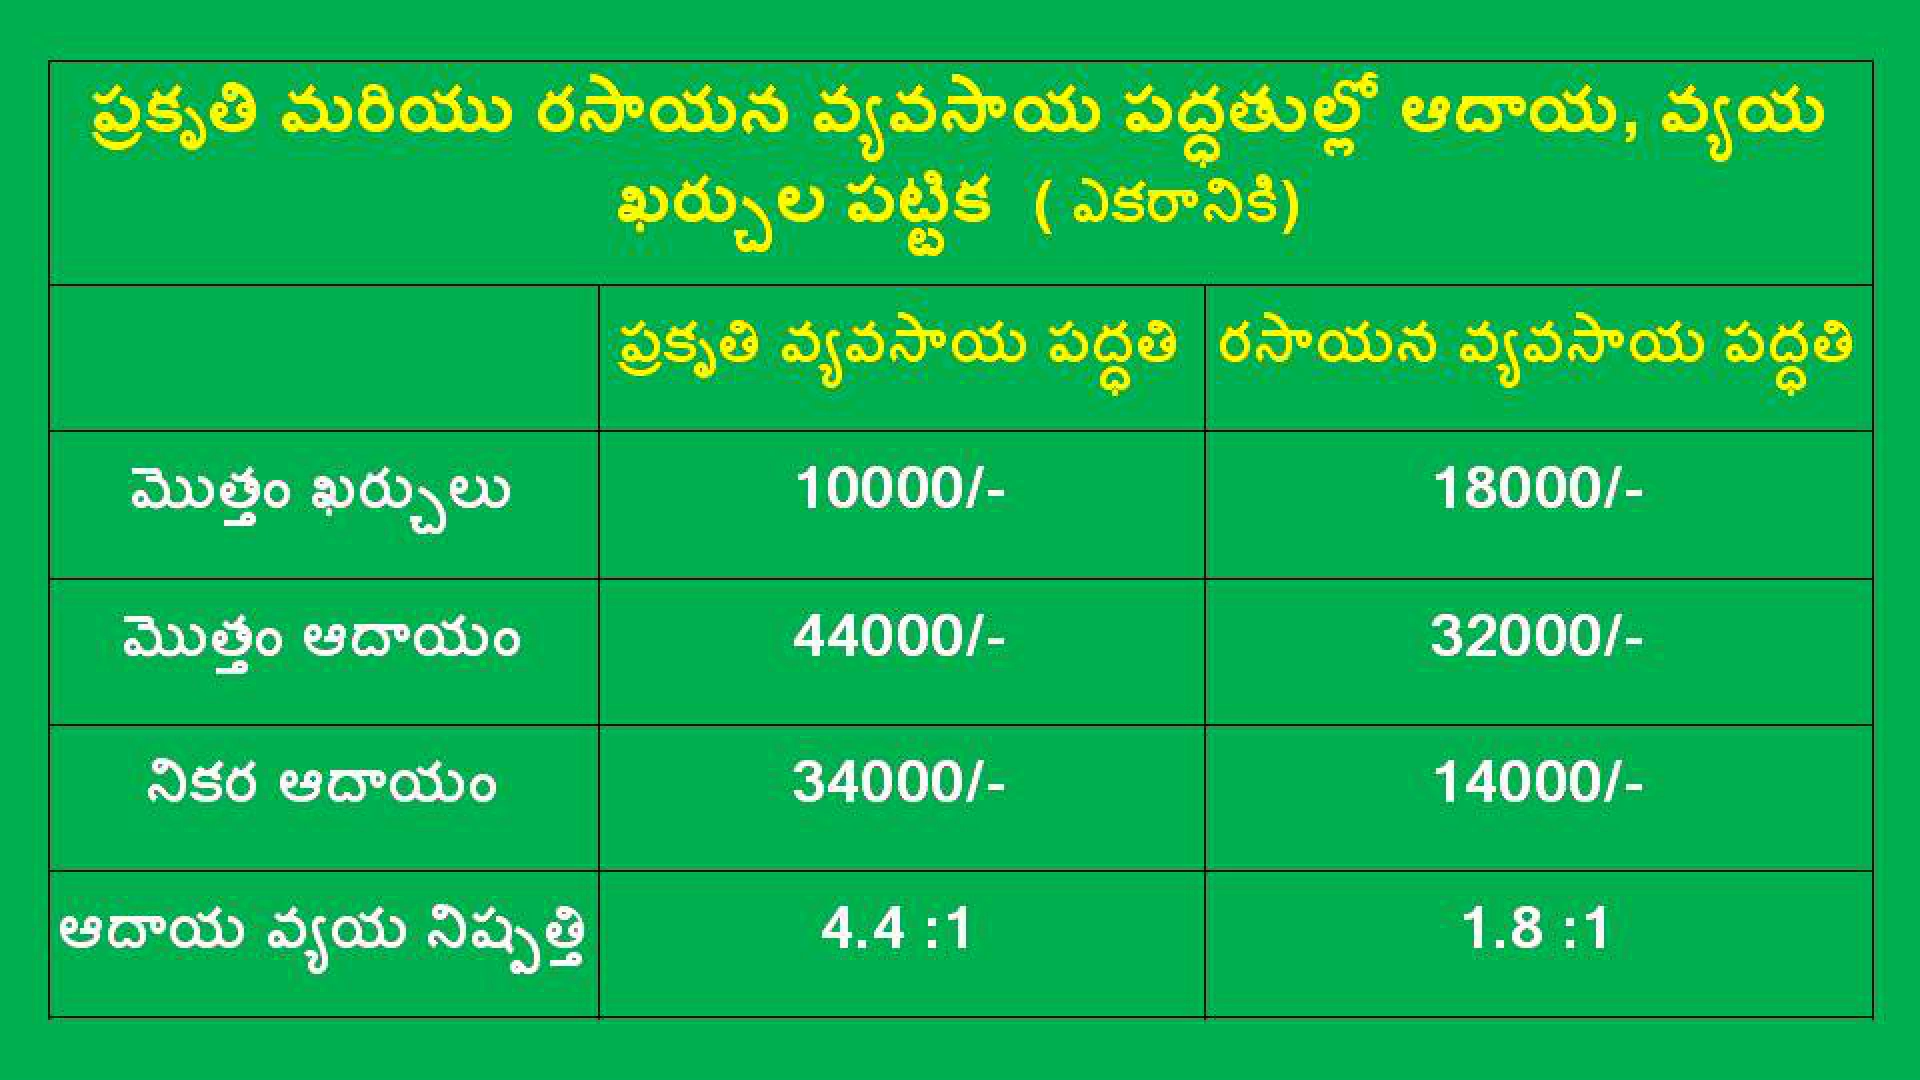 ప్రకృతి మరియు రసాయన వ్యవసాయ పద్ధతుల్లో ఆదాయ, వ్యయ
ఖర్చుల పట్టిక ( ఎకరానికి)
ప్రకృతి వ్యవసాయ పద్ధతి రసాయన వ్యవసాయ పద్ధతి
మొత్తం ఖర్చులు 10000/- 18000/-
మొత్తం ఆదాయం 44000/- 32000/-
నికర ఆదాయం 34000/- 14000/-
ఆదాయ వ్యయ నిష్పత్తి 4.4 :1 1.8 :1